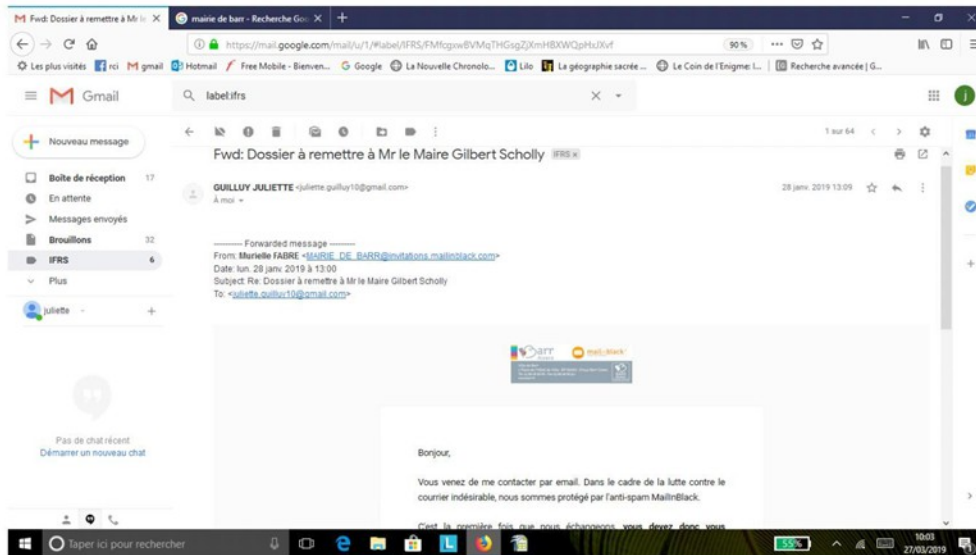 Fwd: Dossier à remettre à Mr le
mairie de barr - Recherche Goo
https://mail.google.com/mail/u/1/#label/IFRS/FMfcgxwBVMqTHGsgZjXmHBXWQpHxJXvf
90 %
Les plus visités
rci
gmail
Hotmail
Free Mobile - Bienven...
Google
La Nouvelle Chronolo...
Lilo
La géographie sacrée ...
Le Coin de l'Enigme: l...
Recherche avancée | G...
Gmail
label:ifrs
j
Nouveau message
1 sur 64
Fwd: Dossier à remettre à Mr le Maire Gilbert Scholly
IFRS x
Boîte de réception 17
En attente
Messages envoyés
Brouillons 32
IFRS 6
Plus
juliette
GUILLUY JULIETTE <juliette.guilluy10@gmail.com>
28 janv. 2019 13:09
À moi
---------- Forwarded message ----------
From: Murielle FABRE <MAIRIE_DE_BARR@invitations.mailinblack.com>
Date: lun. 28 janv. 2019 à 13:00
Subject: Re: Dossier à remettre à Mr le Maire Gilbert Scholly
To: <juliette.guilluy10@gmail.com>
Barr
mailinblack
Bonjour,
Vous venez de me contacter par email. Dans le cadre de la lutte contre le
courrier indésirable, nous sommes protégé par l'anti-spam MailInBlack.
C'est la première fois que nous échangeons, vous devez donc vous
Pas de chat récent
Démarrer un nouveau chat
Taper ici pour rechercher
55%
10:03
27/03/2019